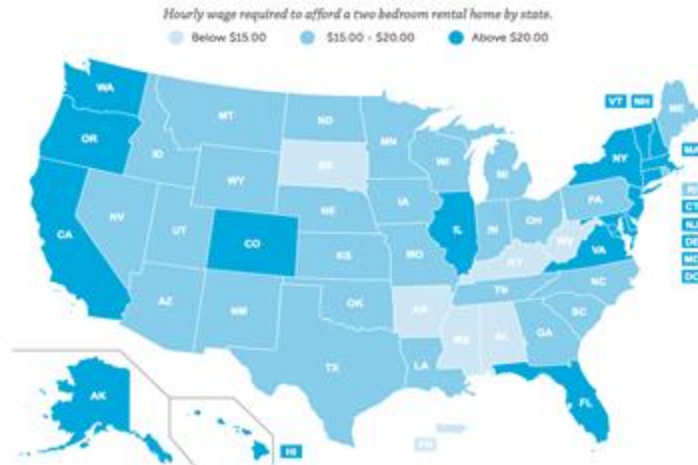 Hourly wage required to afford a two bedroom rental home by state.
Below $15.00 $15.00 - $20.00 Above $20.00
WA
MT
ND
MN
ME
VT NH
OR
ID
SD
WI
MI
NY
MA
WY
RI
IA
PA
CT
NV
NE
NJ
UT
CO
IL
IN
OH
DE
CA
KS
MO
WV
VA
MD
KY
DC
AZ
NM
OK
AR
TN
NC
SC
MS
AL
GA
TX
LA
AK
FL
HI
PR